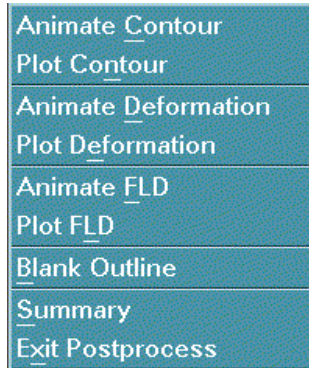 Animate Contour
Plot Contour
Animate Deformation
Plot Deformation
Animate FLD
Plot FLD
Blank Outline
Summary
Exit Postprocess